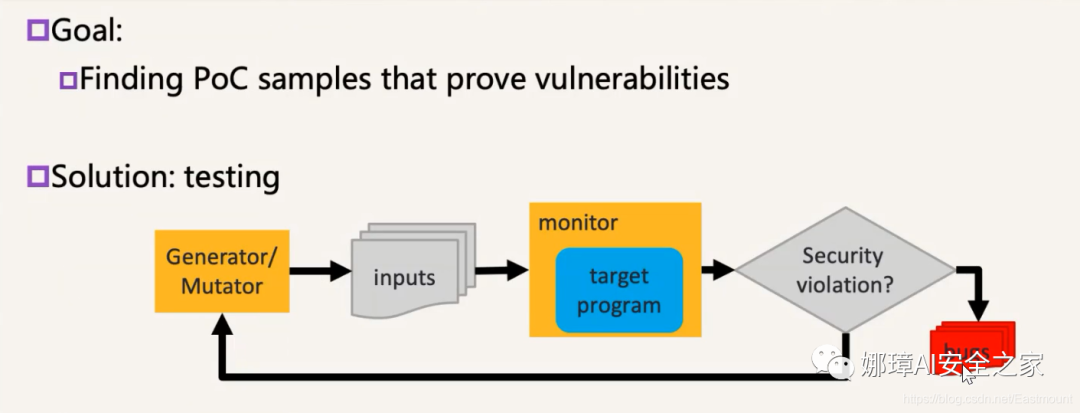 Goal:
Finding PoC samples that prove vulnerabilities
Solution: testing
Generator/
Mutator
inputs
monitor
target
program
Security
violation?
bugs
娜璋AI安全之家
https://blog.csdn.net/Eastmount